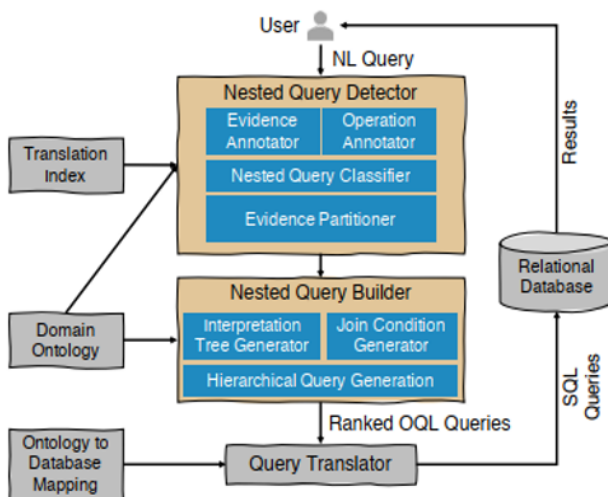 User
NL Query
Nested Query Detector
Evidence
Annotator
Operation
Annotator
Nested Query Classifier
Evidence Partitioner
Translation
Index
Results
Relational
Database
Nested Query Builder
Interpretation
Tree Generator
Join Condition
Generator
Hierarchical Query Generation
Domain
Ontology
Ranked OQL Queries
SQL
Queries
Ontology to
Database
Mapping
Query Translator